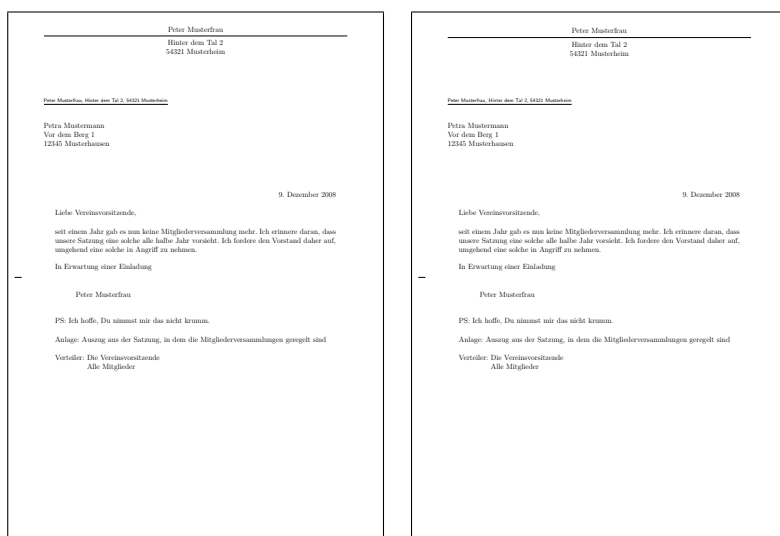 Peter Musterfrau
Hinter dem Tal 2
54321 Musterheim
Peter Musterfrau, Hinter dem Tal 2, 54321 Musterheim
Petra Mustermann
Vor dem Berg 1
12345 Musterhausen
9. Dezember 2008
Liebe Vereinsvorsitzende,
seit einem Jahr gab es nun keine Mitgliederversammlung mehr. Ich erinnere daran, dass
unsere Satzung eine solche alle halbe Jahr vorsieht. Ich fordere den Vorstand daher auf,
umgehend eine solche in Angriff zu nehmen.
In Erwartung einer Einladung
Peter Musterfrau
PS: Ich hoffe, Du nimmst mir das nicht krumm.
Anlage: Auszug aus der Satzung, in dem die Mitgliederversammlungen geregelt sind
Verteiler: Die Vereinsvorsitzende
Alle Mitglieder
Peter Musterfrau
Hinter dem Tal 2
54321 Musterheim
Peter Musterfrau, Hinter dem Tal 2, 54321 Musterheim
Petra Mustermann
Vor dem Berg 1
12345 Musterhausen
9. Dezember 2008
Liebe Vereinsvorsitzende,
seit einem Jahr gab es nun keine Mitgliederversammlung mehr. Ich erinnere daran, dass
unsere Satzung eine solche alle halbe Jahr vorsieht. Ich fordere den Vorstand daher auf,
umgehend eine solche in Angriff zu nehmen.
In Erwartung einer Einladung
Peter Musterfrau
PS: Ich hoffe, Du nimmst mir das nicht krumm.
Anlage: Auszug aus der Satzung, in dem die Mitgliederversammlungen geregelt sind
Verteiler: Die Vereinsvorsitzende
Alle Mitglieder